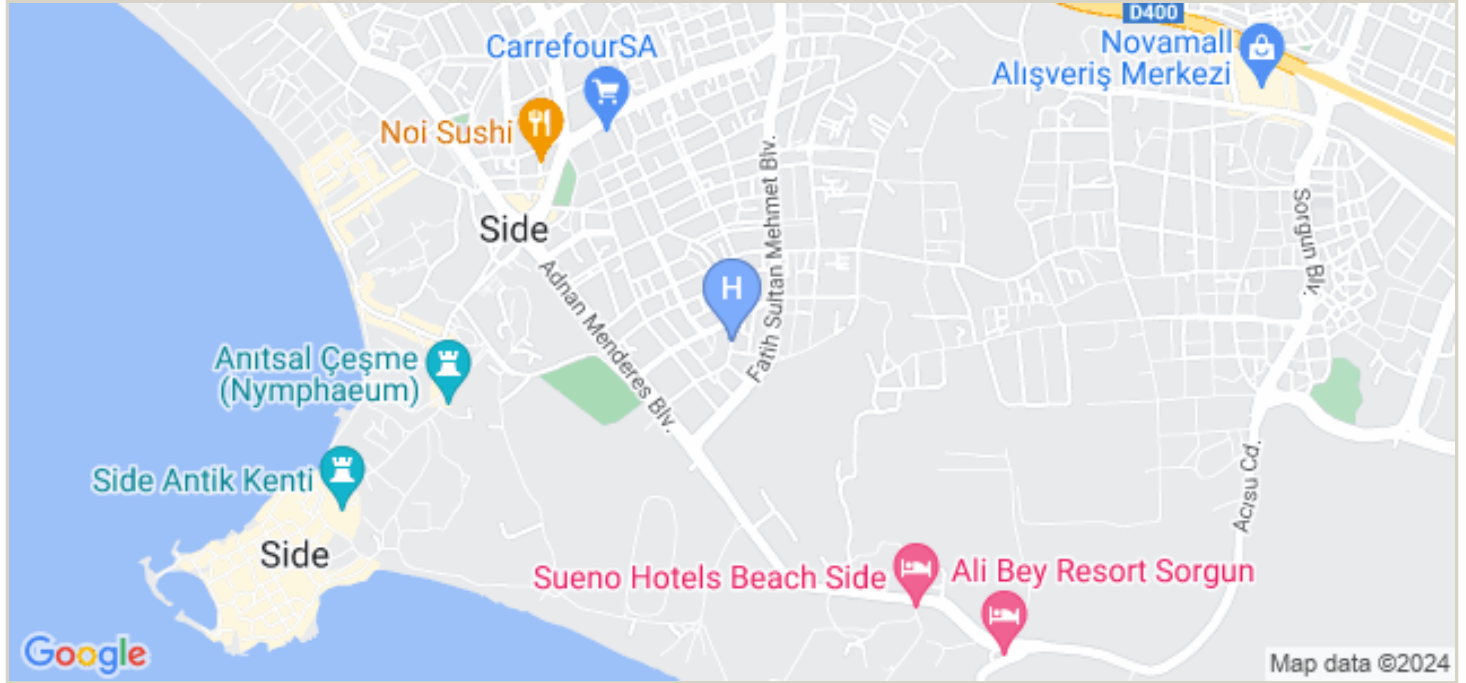 D400
CarrefourSA
Novamall
Alışveriş Merkezi
Noi Sushi
Side
Fatih Sultan Mehmet Blv.
Sorgun Blv.
Adnan Menderes Blv.
H
Anıtsal Çeşme
(Nymphaeum)
Side Antik Kenti
Acısu Cd.
Side
Sueno Hotels Beach Side
Ali Bey Resort Sorgun
Google
Map data ©2024